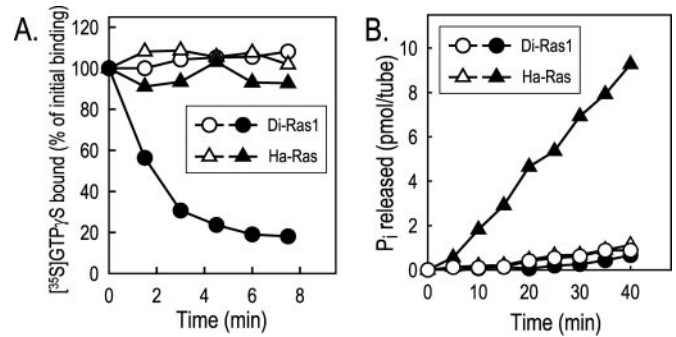 A.
[35S]GTPγS bound (% of initial binding)
120
100
80
60
40
20
0
0 2 4 6 8
Time (min)
Di-Ras1
Ha-Ras
B.
Pi released (pmol/tube)
10
8
6
4
2
0
0 10 20 30 40
Time (min)
Di-Ras1
Ha-Ras